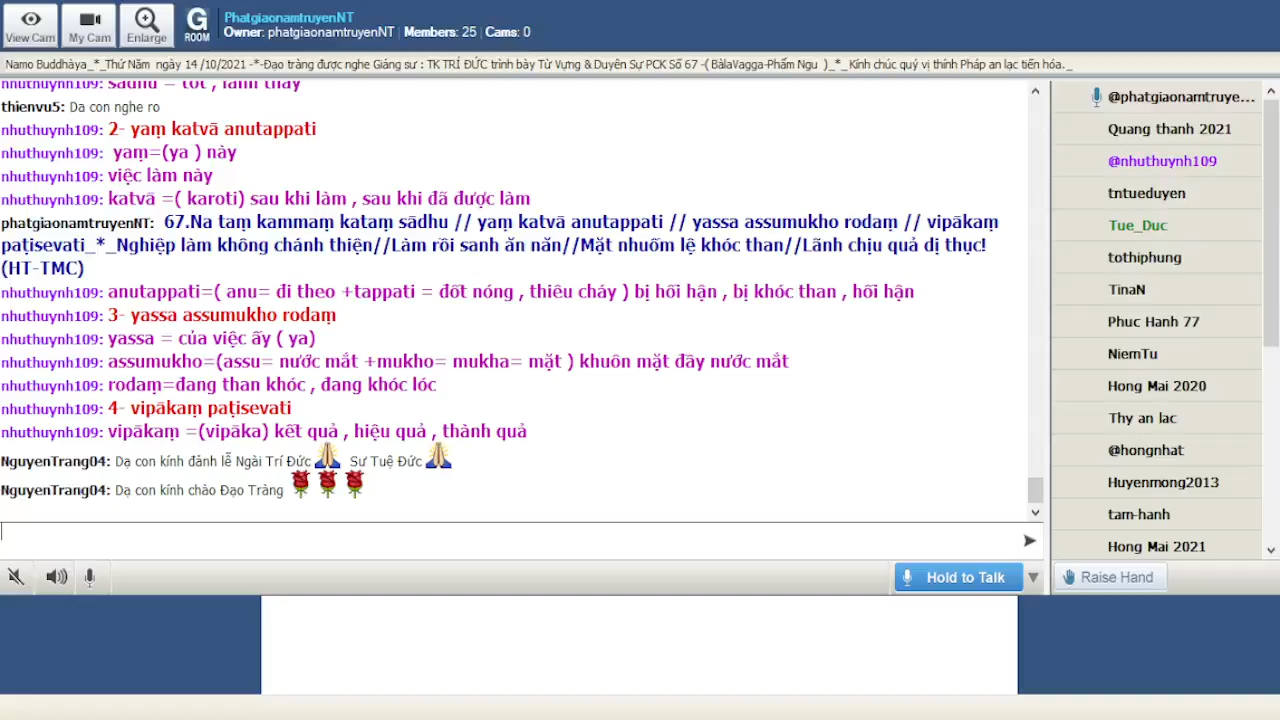 View Cam
My Cam
Enlarge
G
ROOM
PhatgiaonamtruyenNT
Owner: phatgiaonamtruyenNT | Members: 25 | Cams: 0
Namo Buddhàya_*_Thứ Năm ngày 14 /10/2021 -*-Đạo tràng được nghe Giảng sư : TK TRÍ ĐỨC trình bày Từ Vựng & Duyên Sự PCK Số 67 -( BàlaVagga-Phẩm Ngu )_*_ Kính chúc quý vị thính Pháp an lạc tiến hóa._
nhuthuynh109: sādhu = tốt , lành thay
thienvu5: Da con nghe ro
nhuthuynh109: 2- yaṃ katvā anutappati
nhuthuynh109: yaṃ=(ya ) này
nhuthuynh109: việc làm này
nhuthuynh109: katvā =( karoti) sau khi làm , sau khi đã được làm
phatgiaonamtruyenNT: 67.Na taṃ kammaṃ kataṃ sādhu // yaṃ katvā anutappati // yassa assumukho rodaṃ // vipākaṃ
paṭisevati_*_Nghiệp làm không chánh thiện//Làm rồi sanh ăn năn//Mặt nhuốm lệ khóc than//Lãnh chịu quả dị thục!
(HT-TMC)
nhuthuynh109: anutappati=( anu= đi theo +tappati = đốt nóng , thiêu cháy ) bị hối hận , bị khóc than , hối hận
nhuthuynh109: 3- yassa assumukho rodaṃ
nhuthuynh109: yassa = của việc ấy ( ya)
nhuthuynh109: assumukho=(assu= nước mắt +mukho= mukha= mặt ) khuôn mặt đầy nước mắt
nhuthuynh109: rodaṃ=đang than khóc , đang khóc lóc
nhuthuynh109: 4- vipākaṃ paṭisevati
nhuthuynh109: vipākaṃ =(vipāka) kết quả , hiệu quả , thành quả
NguyenTrang04: Dạ con kính đảnh lễ Ngài Trí Đức 🙏 Sư Tuệ Đức 🙏
NguyenTrang04: Dạ con kính chào Đạo Tràng 🌹🌹🌹
@phatgiaonamtruye...
Quang thanh 2021
@nhuthuynh109
tntueduyen
Tue_Duc
tothiphung
TinaN
Phuc Hanh 77
NiemTu
Hong Mai 2020
Thy an lac
@hongnhat
Huyenmong2013
tam-hanh
Hong Mai 2021
Hold to Talk
Raise Hand